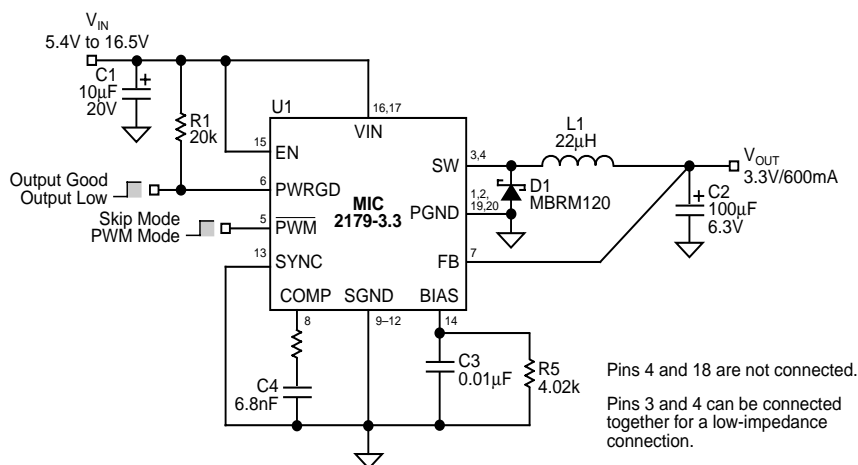 VIN
5.4V to 16.5V
C1
10µF
20V
R1
20k
U1
16,17
VIN
15
EN
Output Good
Output Low
6
PWRGD
Skip Mode
PWM Mode
5
PWM
13
SYNC
MIC
2179-3.3
SW
3,4
PGND
1,2,
19,20
FB
7
COMP
SGND
BIAS
8
9–12
14
L1
22µH
D1
MBRM120
VOUT
3.3V/600mA
C2
100µF
6.3V
C4
6.8nF
C3
0.01µF
R5
4.02k
Pins 4 and 18 are not connected.
Pins 3 and 4 can be connected
together for a low-impedance
connection.